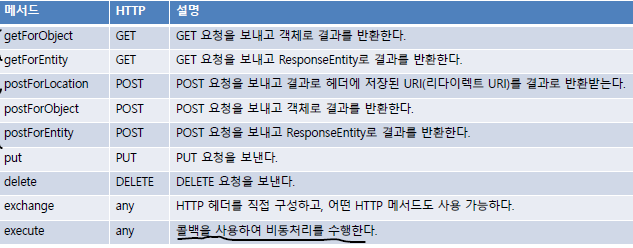 메서드 HTTP 설명
getForObject GET GET 요청을 보내고 객체로 결과를 반환한다.
getForEntity GET GET 요청을 보내고 ResponseEntity로 결과를 반환한다.
postForLocation POST POST 요청을 보내고 결과로 헤더에 저장된 URI(리다이렉트 URI)를 결과로 반환받는다.
postForObject POST POST 요청을 보내고 객체로 결과를 반환한다.
postForEntity POST POST 요청을 보내고 ResponseEntity로 결과를 반환한다.
put PUT PUT 요청을 보낸다.
delete DELETE DELETE 요청을 보낸다.
exchange any HTTP 헤더를 직접 구성하고, 어떤 HTTP 메서드도 사용 가능하다.
execute any 콜백을 사용하여 비동처리를 수행한다.